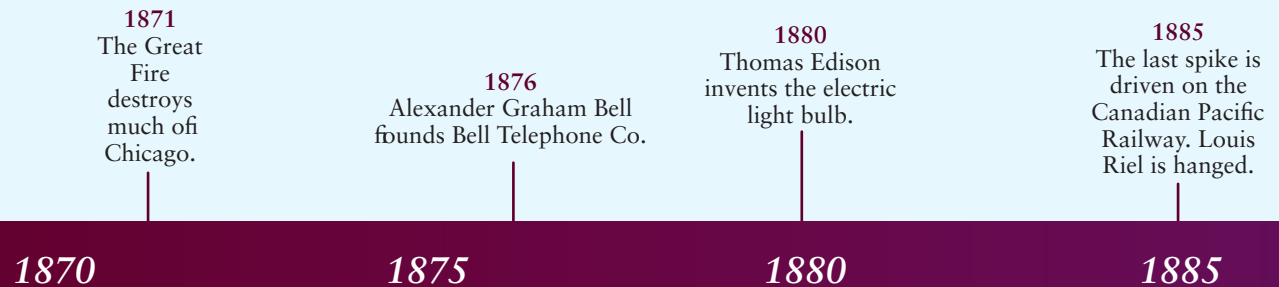 1871
The Great
Fire
destroys
much ofi
Chicago.
1876
Alexander Graham Bell
founds Bell Telephone Co.
1880
Thomas Edison
invents the electric
light bulb.
1885
The last spike is
driven on the
Canadian Pacific
Railway. Louis
Riel is hanged.
1870
1875
1880
1885